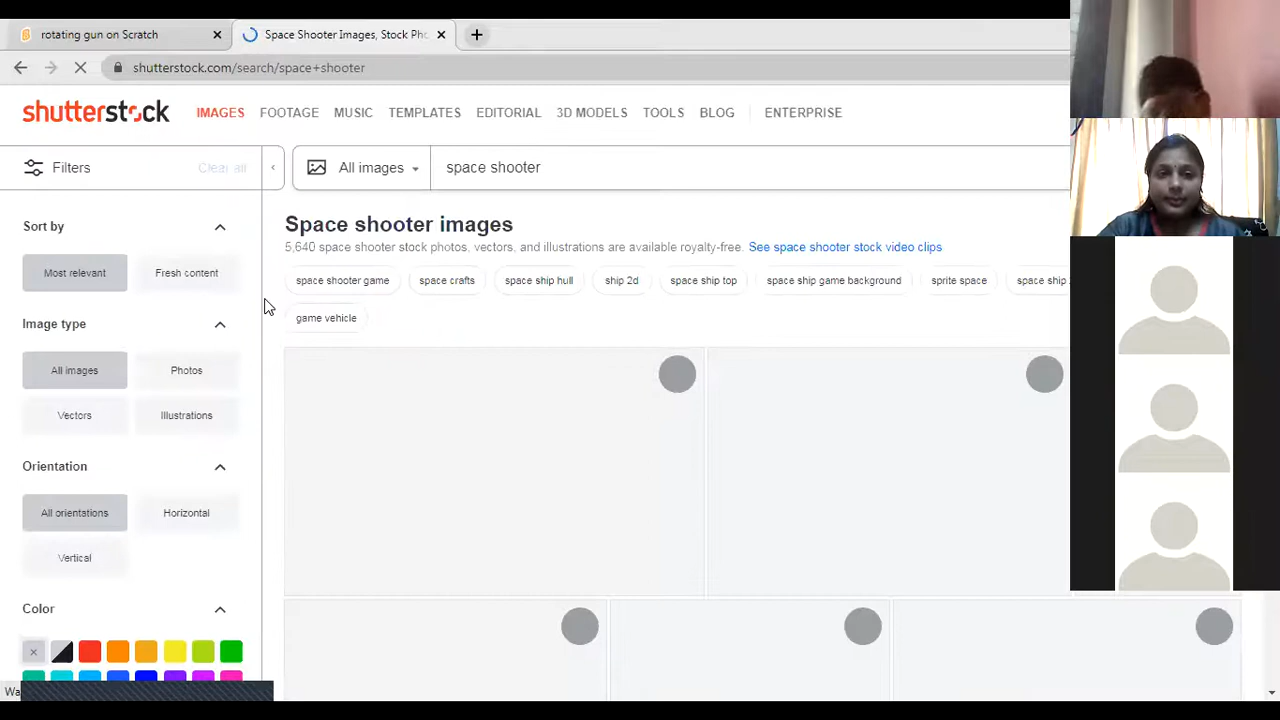 rotating gun on Scratch
Space Shooter Images, Stock Pho
shutterstock.com/search/space+shooter
shutterstock
IMAGES FOOTAGE MUSIC TEMPLATES EDITORIAL 3D MODELS TOOLS BLOG ENTERPRISE
Filters Clear all
All images space shooter
Space shooter images
5,640 space shooter stock photos, vectors, and illustrations are available royalty-free. See space shooter stock video clips
space shooter game space crafts space ship hull ship 2d space ship top space ship game background sprite space space ship
game vehicle
Sort by
Most relevant Fresh content
Image type
All images Photos
Vectors Illustrations
Orientation
All orientations Horizontal
Vertical
Color